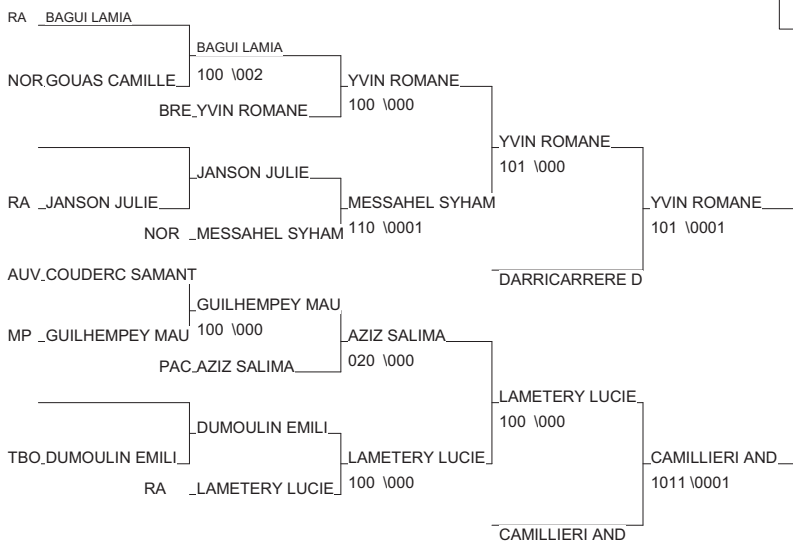 RA BAGUI LAMIA
BAGUI LAMIA
100 \002
NOR GOUAS CAMILLE
YVIN ROMANE
100 \000
BRE YVIN ROMANE
YVIN ROMANE
101 \000
JANSON JULIE
RA JANSON JULIE
MESSAHEL SYHAM
110 \0001
YVIN ROMANE
101 \0001
NOR MESSAHEL SYHAM
AUV COUDERC SAMANT
DARRICARRERE D
GUILHEMPEY MAU
100 \000
MP GUILHEMPEY MAU
AZIZ SALIMA
020 \000
PAC AZIZ SALIMA
LAMETERY LUCIE
100 \000
DUMOULIN EMILI
TBO DUMOULIN EMILI
LAMETERY LUCIE
100 \000
CAMILLIERI AND
1011 \0001
RA LAMETERY LUCIE
CAMILLIERI AND